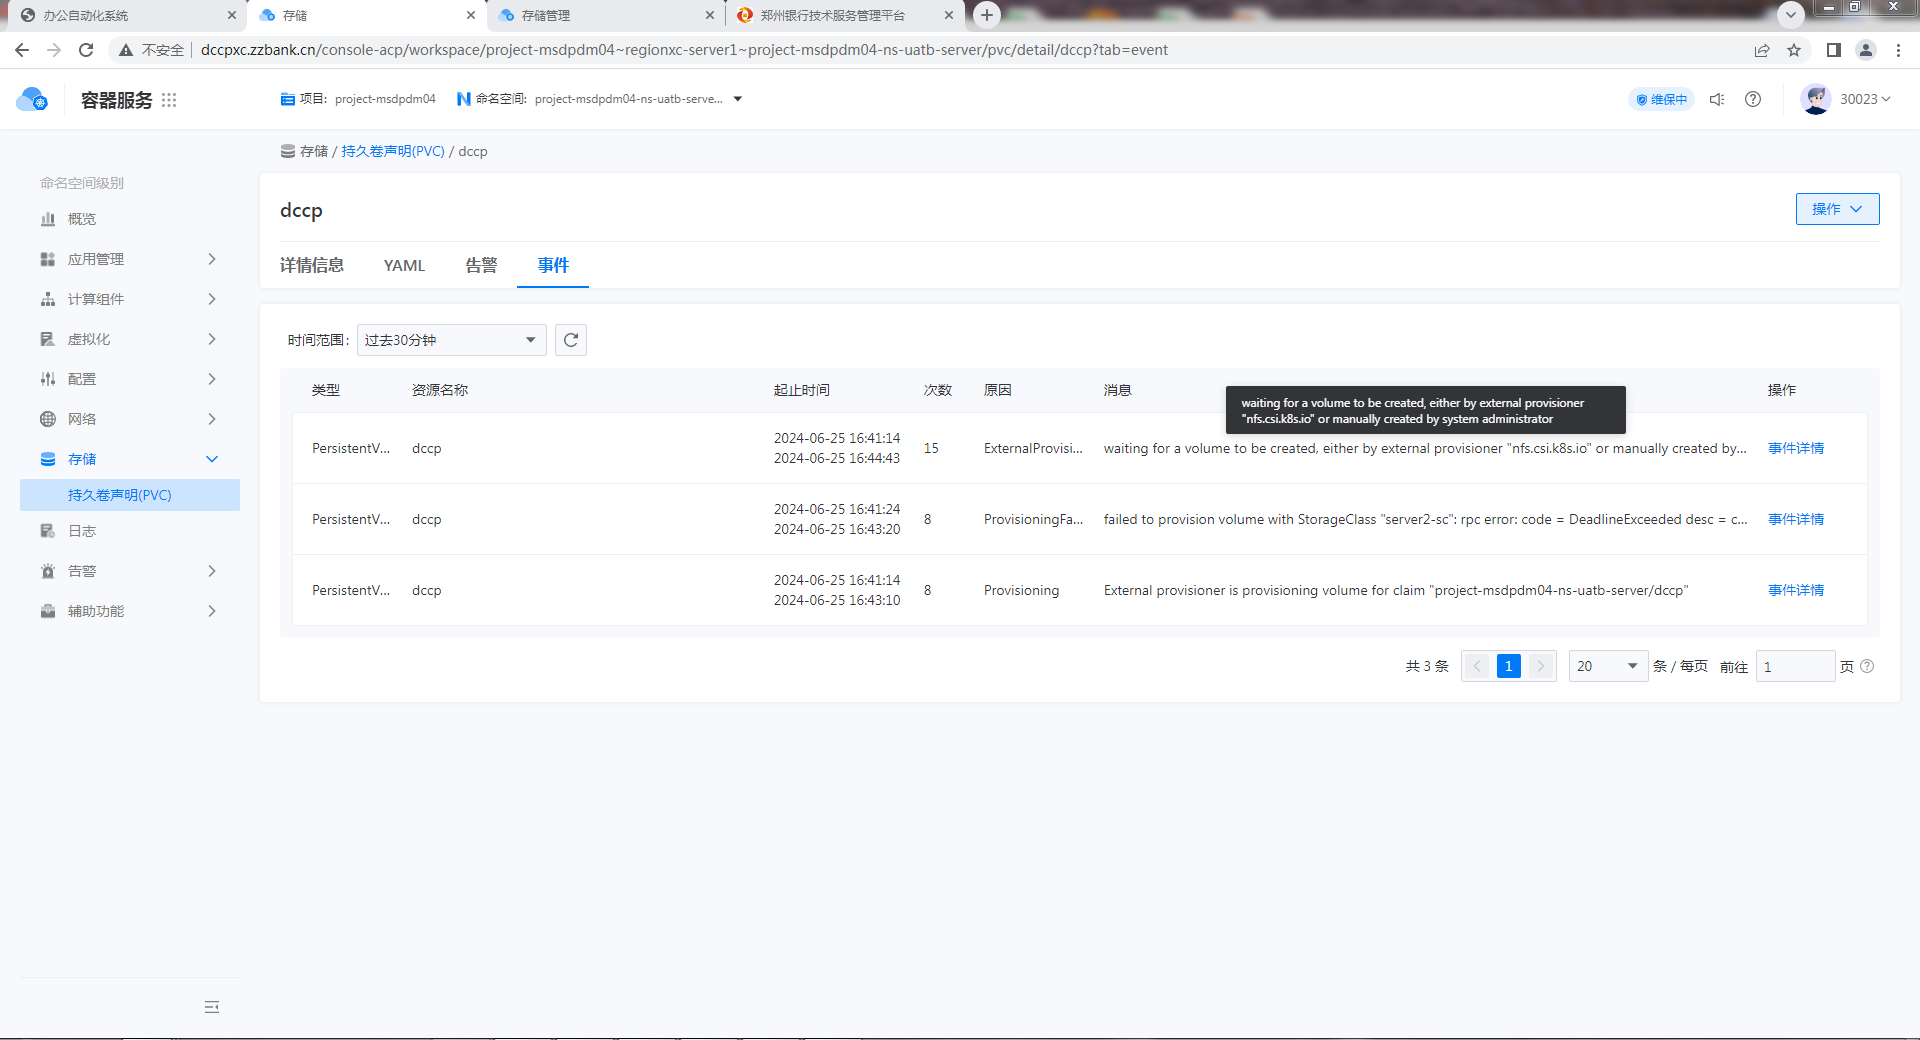 办公自动化系统
存储
存储管理
郑州银行技术服务管理平台
不安全
dccpxc.zzbank.cn/console-acp/workspace/project-msdpdm04~regionxc-server1~project-msdpdm04-ns-uatb-server/pvc/detail/dccp?tab=event
容器服务
项目: project-msdpdm04
N 命名空间: project-msdpdm04-ns-uatb-serve...
维保中
30023
存储 / 持久卷声明(PVC) / dccp
命名空间级别
概览
应用管理
计算组件
虚拟化
配置
网络
存储
持久卷声明(PVC)
日志
告警
辅助功能
dccp
操作
详情信息 YAML 告警 事件
时间范围: 过去30分钟
类型 资源名称 起止时间 次数 原因 消息 操作
waiting for a volume to be created, either by external provisioner
"nfs.csi.k8s.io" or manually created by system administrator
PersistentV... dccp 2024-06-25 16:41:14
2024-06-25 16:44:43 15 ExternalProvisi... waiting for a volume to be created, either by external provisioner "nfs.csi.k8s.io" or manually created by... 事件详情
PersistentV... dccp 2024-06-25 16:41:24
2024-06-25 16:43:20 8 ProvisioningFa... failed to provision volume with StorageClass "server2-sc": rpc error: code = DeadlineExceeded desc = c... 事件详情
PersistentV... dccp 2024-06-25 16:41:14
2024-06-25 16:43:10 8 Provisioning External provisioner is provisioning volume for claim "project-msdpdm04-ns-uatb-server/dccp" 事件详情
共 3 条 1 20 条 / 每页 前往 1 页